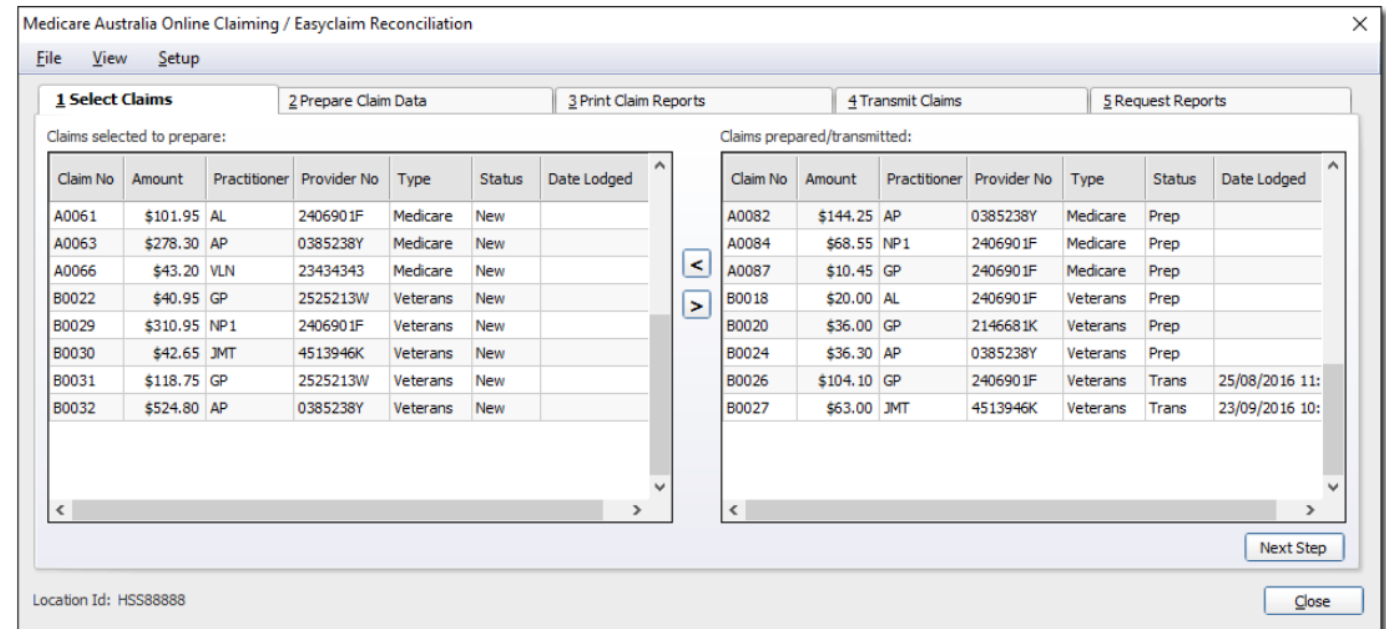 Medicare Australia Online Claiming / Easyclaim Reconciliation
File View Setup
1 Select Claims 2 Prepare Claim Data 3 Print Claim Reports 4 Transmit Claims 5 Request Reports
Claims selected to prepare: Claims prepared/transmitted:
Claim No Amount Practitioner Provider No Type Status Date Lodged Claim No Amount Practitioner Provider No Type Status Date Lodged
A0061 $101.95 AL 2406901F Medicare New A0082 $144.25 AP 0385238Y Medicare Prep
A0063 $278.30 AP 0385238Y Medicare New A0084 $68.55 NP1 2406901F Medicare Prep
A0066 $43.20 VLN 23434343 Medicare New A0087 $10.45 GP 2406901F Medicare Prep
B0022 $40.95 GP 2525213W Veterans New B0018 $20.00 AL 2406901F Veterans Prep
B0029 $310.95 NP1 2406901F Veterans New B0020 $36.00 GP 2146681K Veterans Prep
B0030 $42.65 JMT 4513946K Veterans New B0024 $36.30 AP 0385238Y Veterans Prep
B0031 $118.75 GP 2525213W Veterans New B0026 $104.10 GP 2406901F Veterans Trans 25/08/2016 11:
B0032 $524.80 AP 0385238Y Veterans New B0027 $63.00 JMT 4513946K Veterans Trans 23/09/2016 10:
Next Step
Location Id: HSS88888 Close